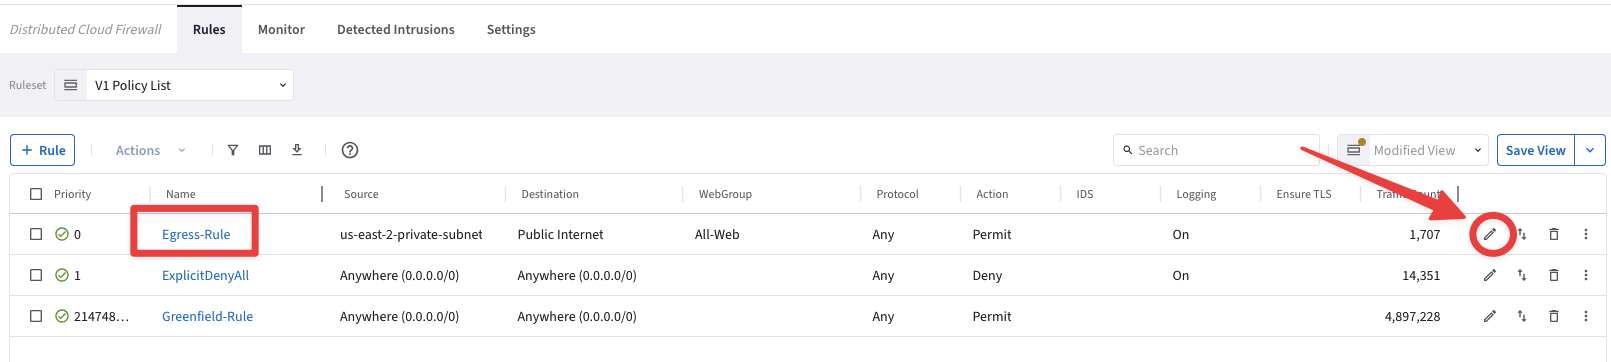 Distributed Cloud Firewall Rules Monitor Detected Intrusions Settings
Ruleset V1 Policy List
+ Rule Actions Search Modified View Save View
Priority Name Source Destination WebGroup Protocol Action IDS Logging Ensure TLS
0 Egress-Rule us-east-2-private-subnet Public Internet All-Web Any Permit On 1,707
1 ExplicitDenyAll Anywhere (0.0.0.0/0) Anywhere (0.0.0.0/0) Any Deny On 14,351
214748... Greenfield-Rule Anywhere (0.0.0.0/0) Anywhere (0.0.0.0/0) Any Permit 4,897,228